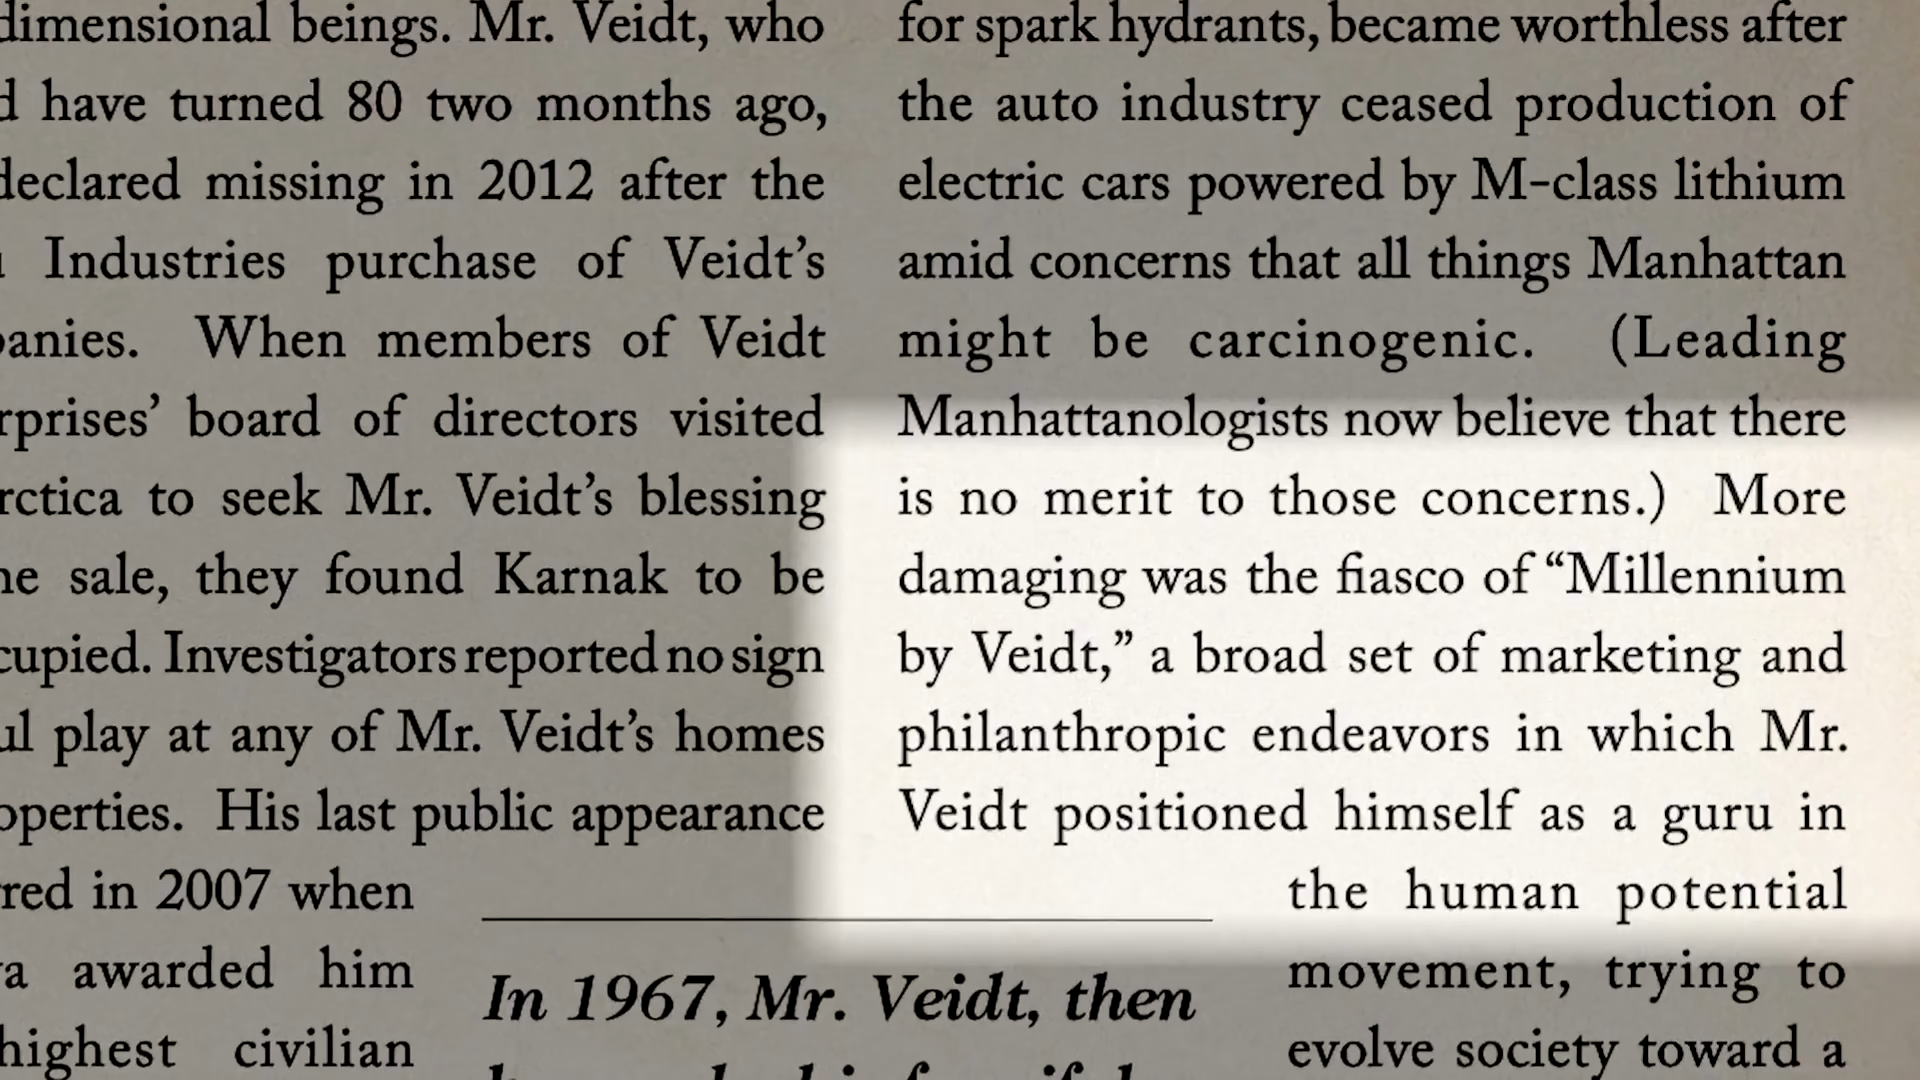 dimensional beings. Mr. Veidt, who
have turned 80 two months ago,
declared missing in 2012 after the
Industries purchase of Veidt's
panies. When members of Veidt
rprises' board of directors visited
rctica to seek Mr. Veidt's blessing
he sale, they found Karnak to be
cupied. Investigators reported no sign
ul play at any of Mr. Veidt's homes
operties. His last public appearance
red in 2007 when
awarded him
highest civilian
In 1967, Mr. Veidt, then
for spark hydrants, became worthless after
the auto industry ceased production of
electric cars powered by M-class lithium
amid concerns that all things Manhattan
might be carcinogenic. (Leading
Manhattanologists now believe that there
is no merit to those concerns.) More
damaging was the fiasco of “Millennium
by Veidt,” a broad set of marketing and
philanthropic endeavors in which Mr.
Veidt positioned himself as a guru in
the human potential
movement, trying to
evolve society toward a